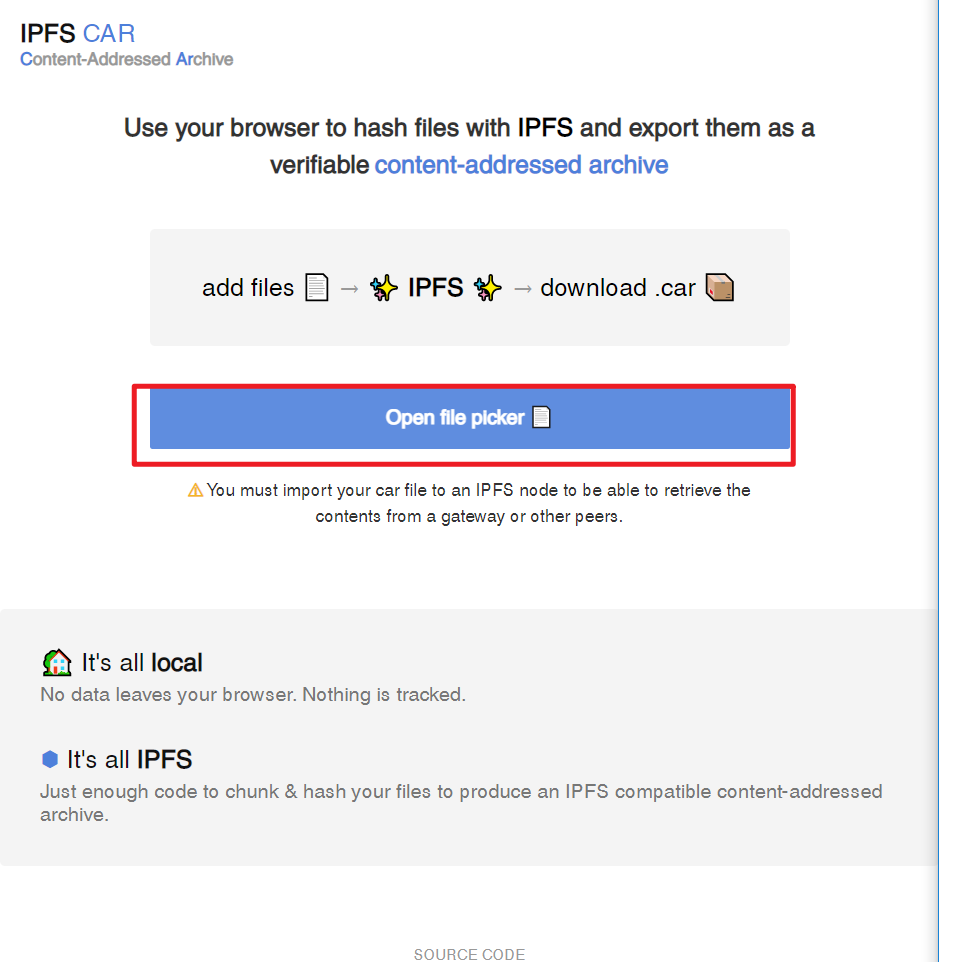 IPFS CAR
Content-Addressed Archive
Use your browser to hash files with IPFS and export them as a
verifiable content-addressed archive
add files 📄 → ✨ IPFS ✨ → download .car 📦
Open file picker 📄
⚠ You must import your car file to an IPFS node to be able to retrieve the
contents from a gateway or other peers.
🏡 It's all local
No data leaves your browser. Nothing is tracked.
⬢ It's all IPFS
Just enough code to chunk & hash your files to produce an IPFS compatible content-addressed
archive.
SOURCE CODE